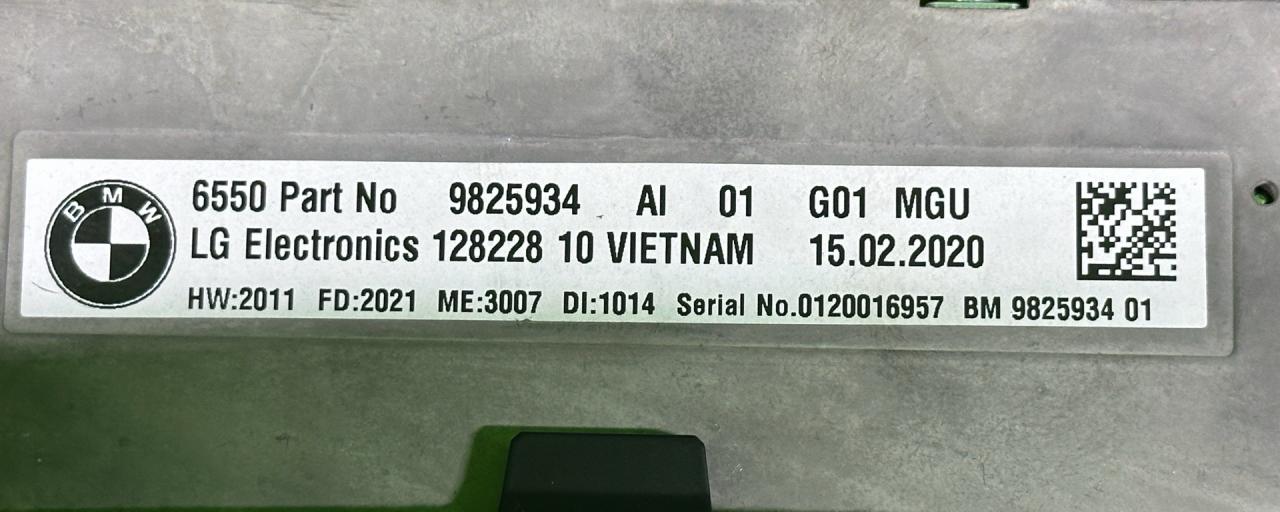 BMW
6550 Part No 9825934 AI 01 G01 MGU
LG Electronics 128228 10 VIETNAM 15.02.2020
HW:2011 FD:2021 ME:3007 DI:1014 Serial No.0120016957 BM 9825934 01